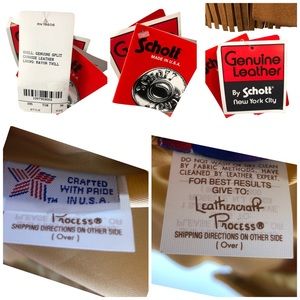 SHELL: GENUINE SPLIT
COWHIDE LEATHER
LINING: RAYON TWILL
Schott
MADE IN U.S.A.
Genuine
Leather
By Schott
New York City
CRAFTED
WITH PRIDE
IN U.S.A.
Process®
SHIPPING DIRECTIONS ON OTHER SIDE
( Over )
DO NOT WASH OR DRY CLEAN
BY FABRIC METHODS. HAVE
CLEANED BY LEATHER EXPERT.
FOR BEST RESULTS
GIVE TO:
Leathercraft
Process®
SHIPPING DIRECTIONS ON OTHER SIDE
( Over )